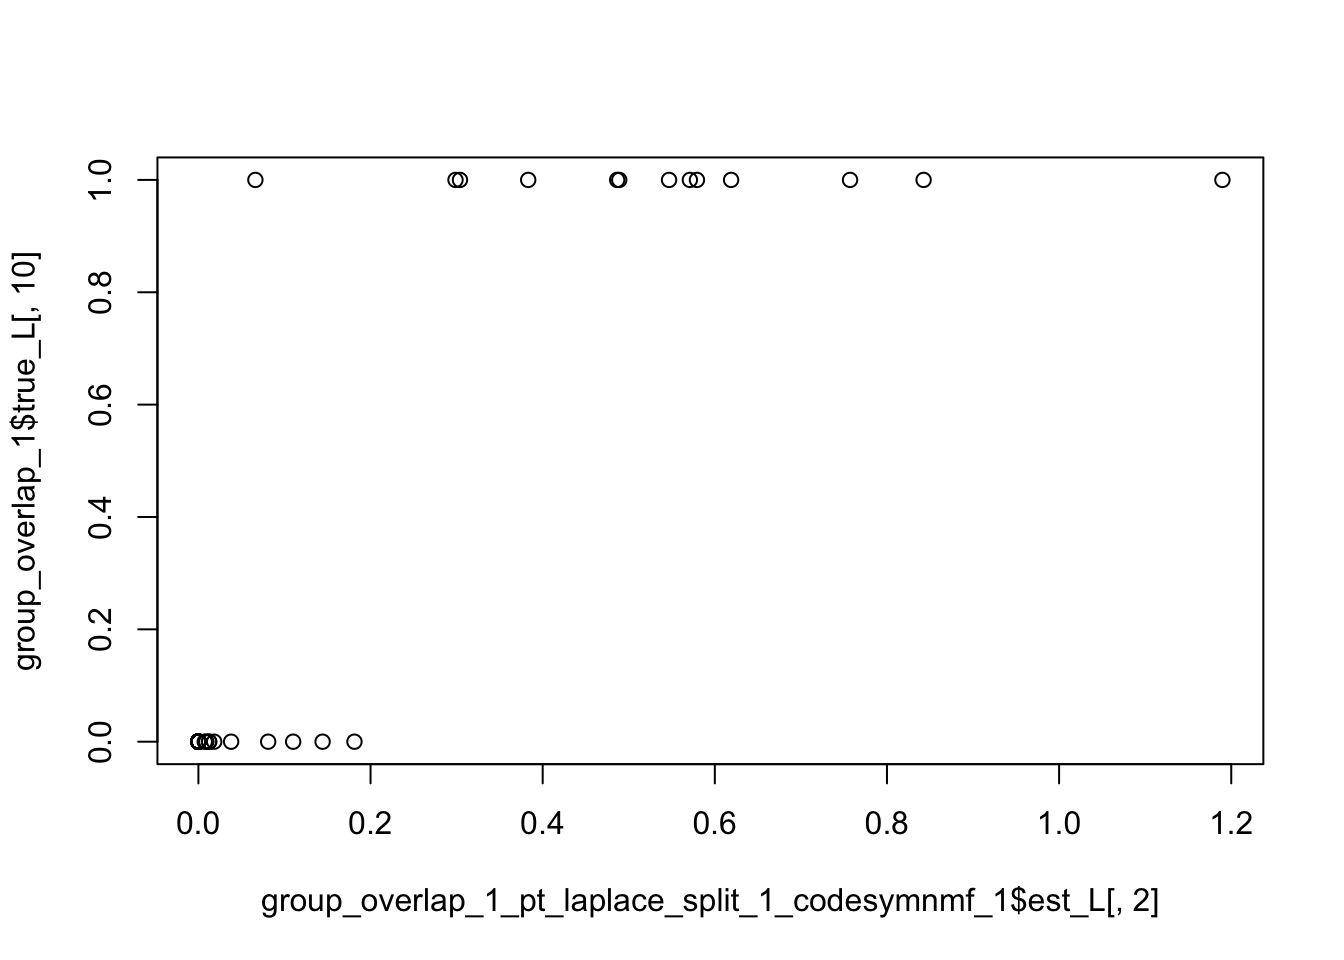 group_overlap_1$true_L[, 10]
1.0
0.8
0.6
0.4
0.2
0.0
0.0 0.2 0.4 0.6 0.8 1.0 1.2
group_overlap_1_pt_laplace_split_1_codesymnmf_1$est_L[, 2]